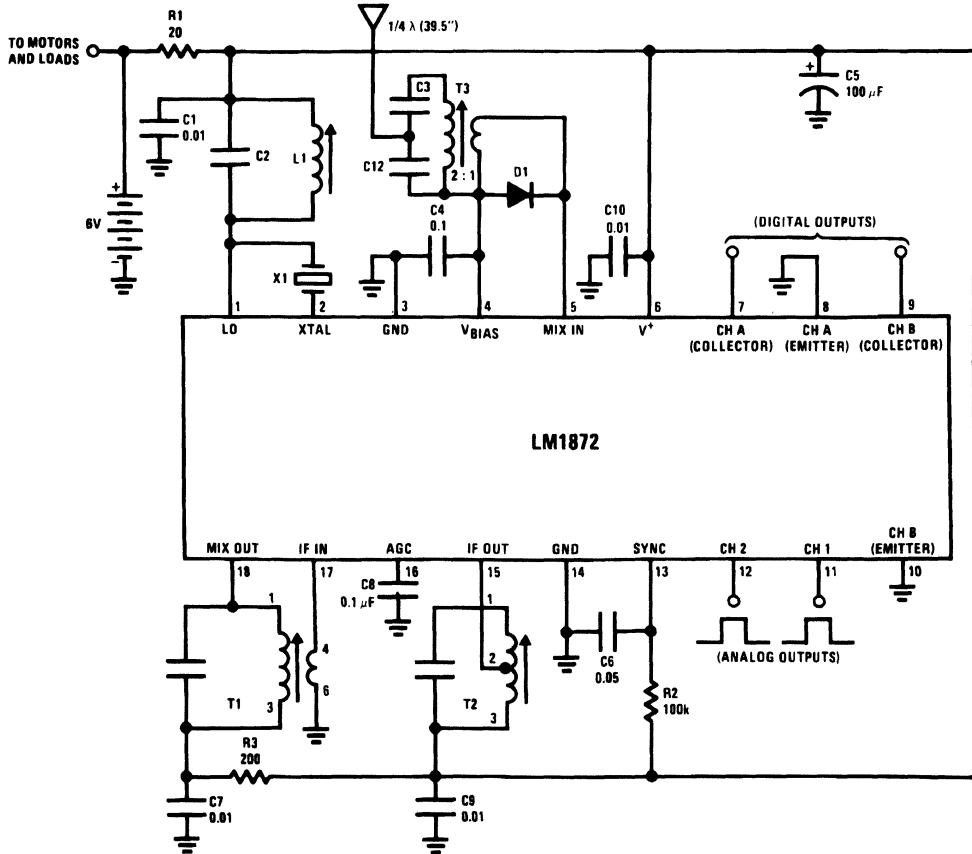 TO MOTORS
AND LOADS
R1
20
1/4 λ (39.5")
C1
0.01
C2
L1
C3
T3
C12
2 : 1
D1
C5
100 μF
+
+
6V
−
X1
C4
0.1
C10
0.01
(DIGITAL OUTPUTS)
1
2
3
4
5
6
7
8
9
LO
XTAL
GND
VBIAS
MIX IN
V+
CH A
(COLLECTOR)
CH A
(EMITTER)
CH B
(COLLECTOR)
LM1872
MIX OUT
IF IN
AGC
IF OUT
GND
SYNC
CH 2
CH 1
CH B
(EMITTER)
18
17
16
15
14
13
12
11
10
C8
0.1 μF
1
3
4
6
T1
1
2
3
T2
C6
0.05
R2
100k
(ANALOG OUTPUTS)
R3
200
C7
0.01
C9
0.01